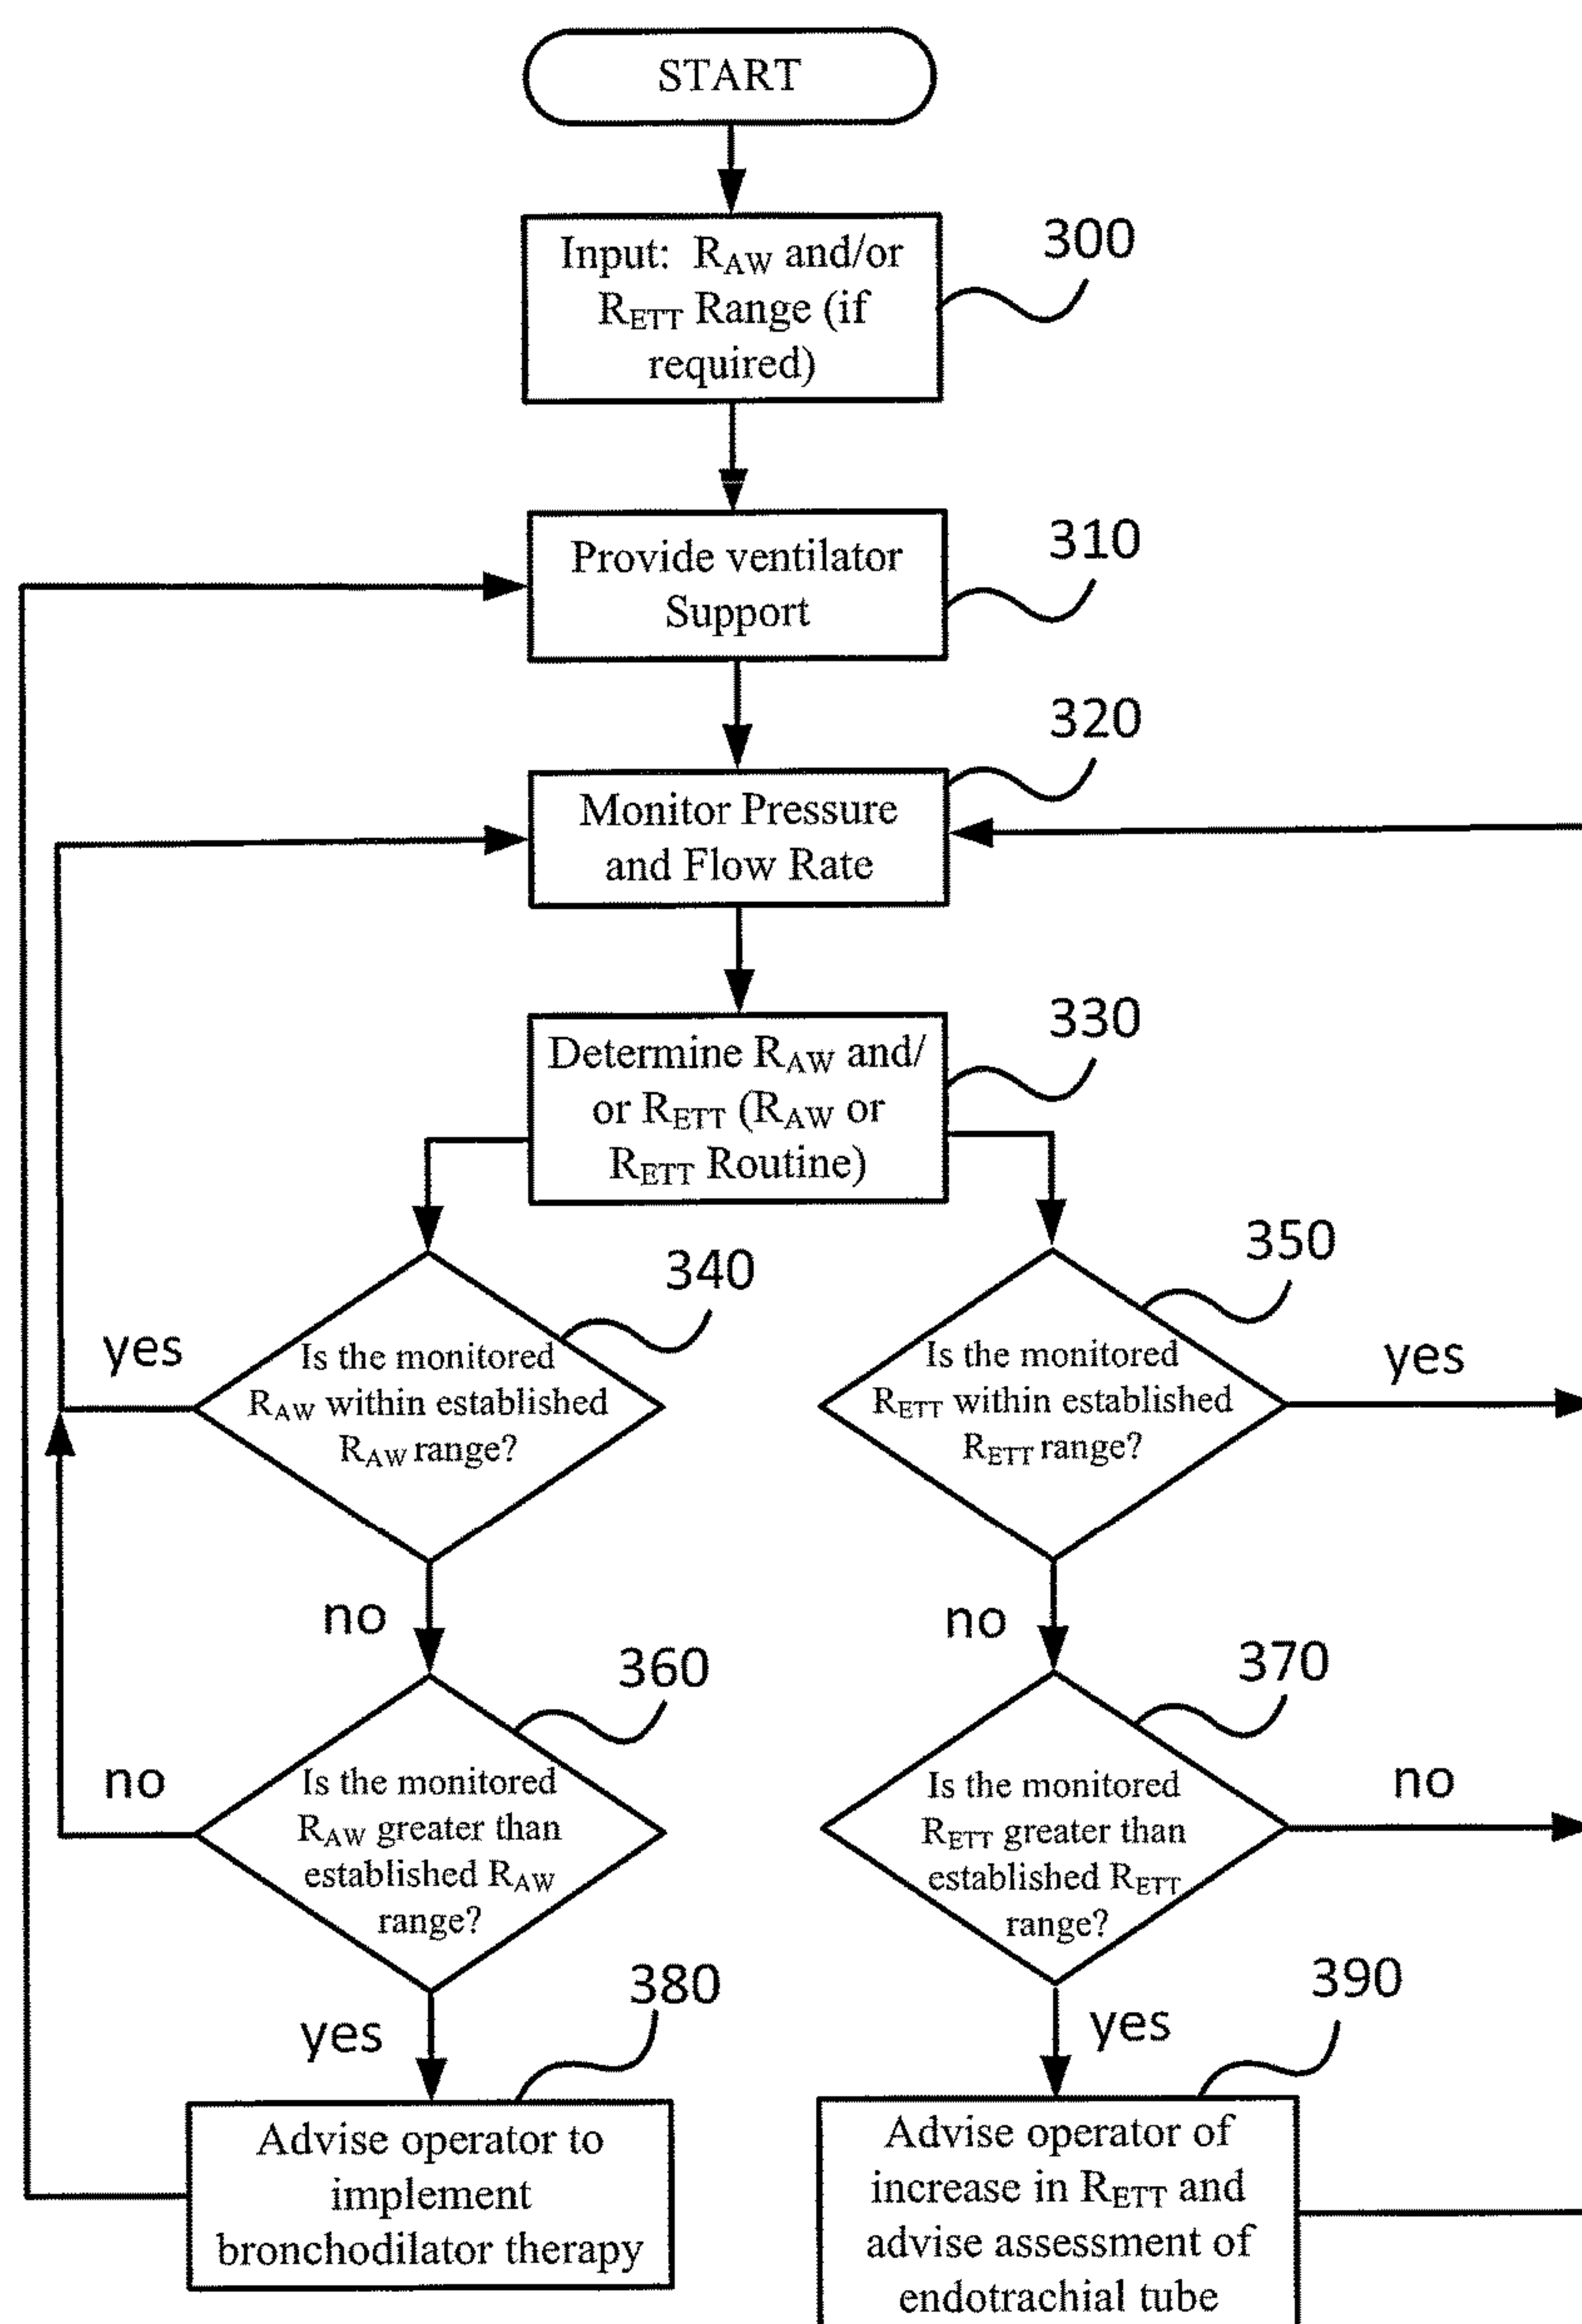 START
Input: RAW and/or
RETT Range (if
required)
300
Provide ventilator
Support
310
320
Monitor Pressure
and Flow Rate
330
Determine RAW and/
or RETT (RAW or
RETT Routine)
340
350
yes
Is the monitored
RAW within established
RAW range?
Is the monitored
RETT within established
RETT range?
yes
no
no
360
370
no
Is the monitored
RAW greater than
established RAW
range?
Is the monitored
RETT greater than
established RETT
range?
no
380
390
yes
yes
Advise operator to
implement
bronchodilator therapy
Advise operator of
increase in RETT and
advise assessment of
endotrachial tube